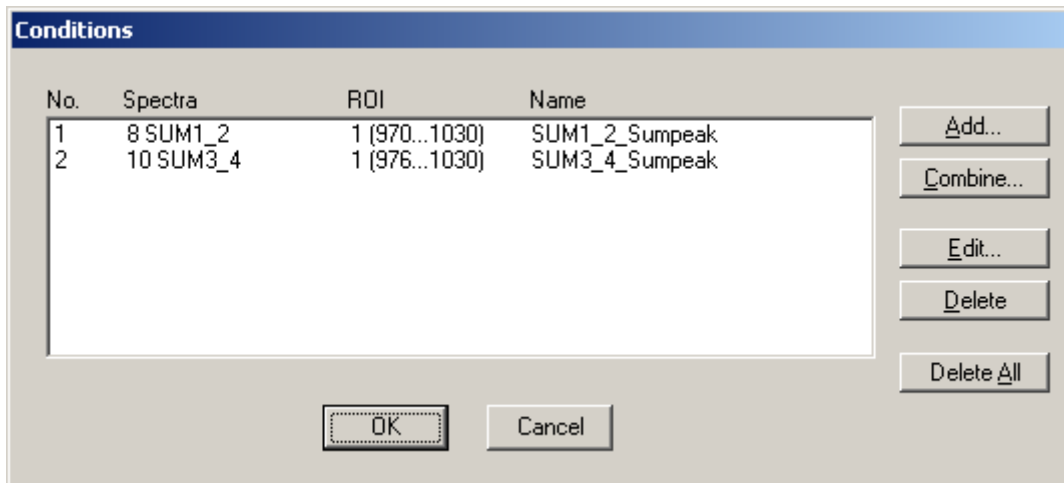 Conditions
No. Spectra ROI Name
1 8 SUM1_2 1 (970...1030) SUM1_2_Sumpeak
2 10 SUM3_4 1 (976...1030) SUM3_4_Sumpeak
Add...
Combine...
Edit...
Delete
Delete All
OK Cancel